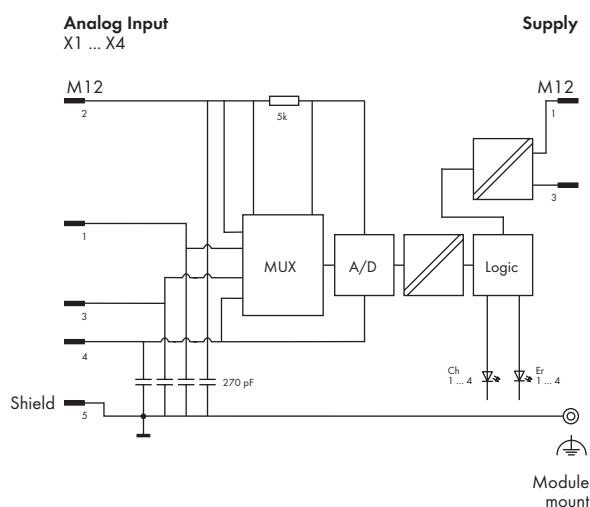 Analog Input
X1 ... X4
Supply
M12
M12
2
5k
1
3
1
MUX
A/D
Logic
3
4
270 pF
Ch
1 ... 4
Er
1 ... 4
Shield
5
Module
mount